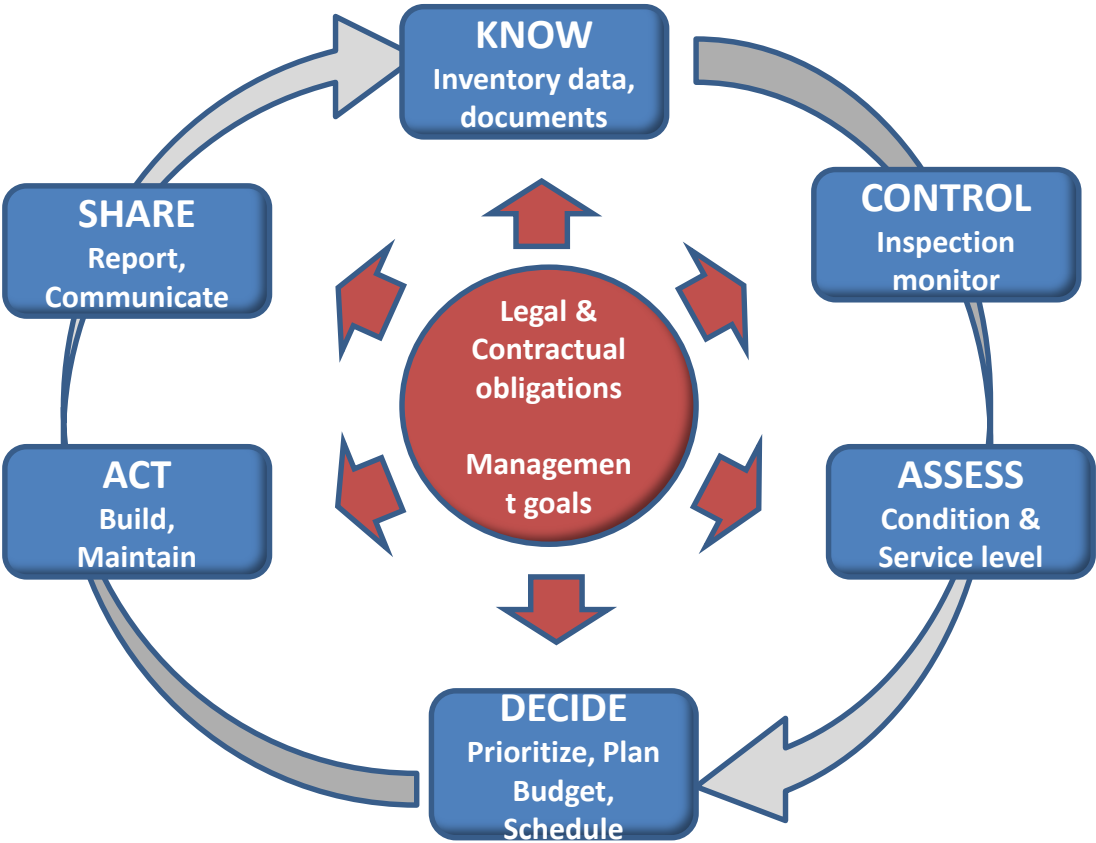 KNOW
Inventory data,
documents
CONTROL
Inspection
monitor
ASSESS
Condition &
Service level
DECIDE
Prioritize, Plan
Budget,
Schedule
ACT
Build,
Maintain
SHARE
Report,
Communicate
Legal &
Contractual
obligations
Managemen
t goals